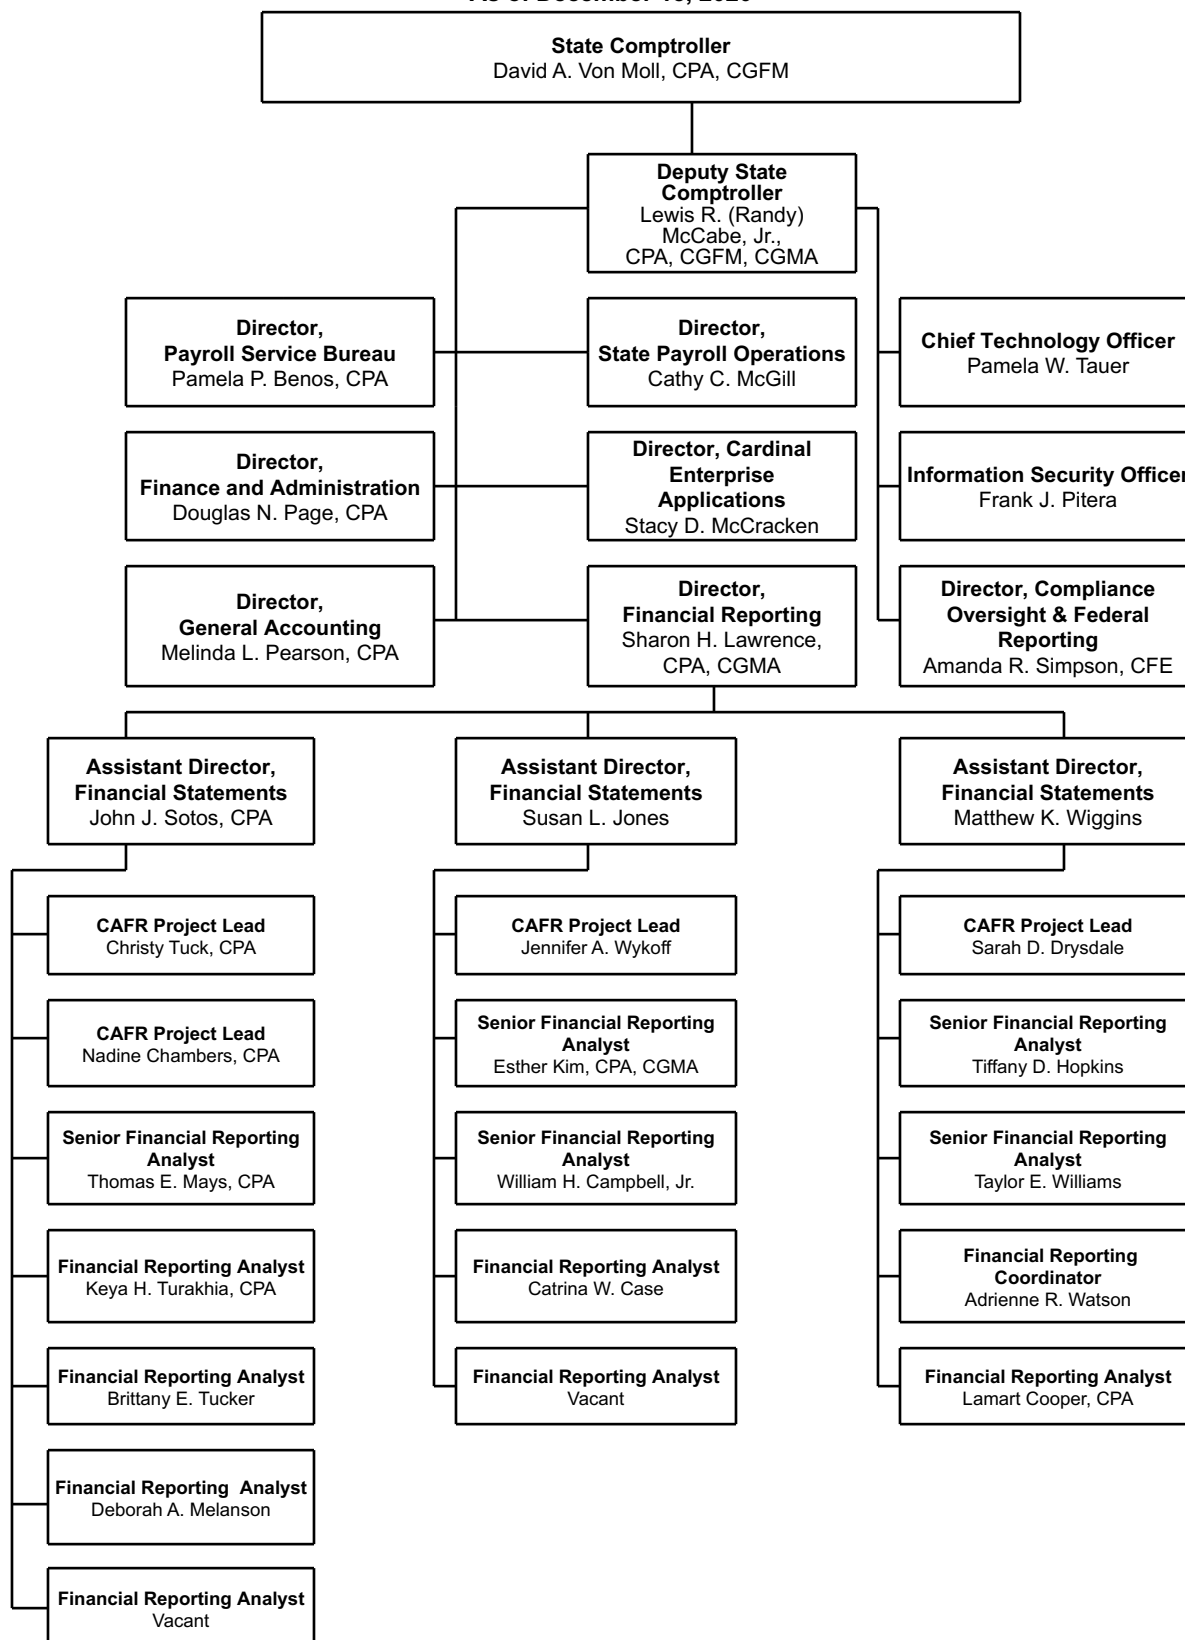 State Comptroller
David A. Von Moll, CPA, CGFM
Deputy State
Comptroller
Lewis R. (Randy)
McCabe, Jr.,
CPA, CGFM, CGMA
Director,
Payroll Service Bureau
Pamela P. Benos, CPA
Director,
State Payroll Operations
Cathy C. McGill
Chief Technology Officer
Pamela W. Tauer
Director,
Finance and Administration
Douglas N. Page, CPA
Director, Cardinal
Enterprise
Applications
Stacy D. McCracken
Information Security Officer
Frank J. Pitera
Director,
General Accounting
Melinda L. Pearson, CPA
Director,
Financial Reporting
Sharon H. Lawrence,
CPA, CGMA
Director, Compliance
Oversight & Federal
Reporting
Amanda R. Simpson, CFE
Assistant Director,
Financial Statements
John J. Sotos, CPA
Assistant Director,
Financial Statements
Susan L. Jones
Assistant Director,
Financial Statements
Matthew K. Wiggins
CAFR Project Lead
Christy Tuck, CPA
CAFR Project Lead
Jennifer A. Wykoff
CAFR Project Lead
Sarah D. Drysdale
CAFR Project Lead
Nadine Chambers, CPA
Senior Financial Reporting
Analyst
Esther Kim, CPA, CGMA
Senior Financial Reporting
Analyst
Tiffany D. Hopkins
Senior Financial Reporting
Analyst
Thomas E. Mays, CPA
Senior Financial Reporting
Analyst
William H. Campbell, Jr.
Senior Financial Reporting
Analyst
Taylor E. Williams
Financial Reporting Analyst
Keya H. Turakhia, CPA
Financial Reporting Analyst
Catrina W. Case
Financial Reporting
Coordinator
Adrienne R. Watson
Financial Reporting Analyst
Brittany E. Tucker
Financial Reporting Analyst
Vacant
Financial Reporting Analyst
Lamart Cooper, CPA
Financial Reporting Analyst
Deborah A. Melanson
Financial Reporting Analyst
Vacant